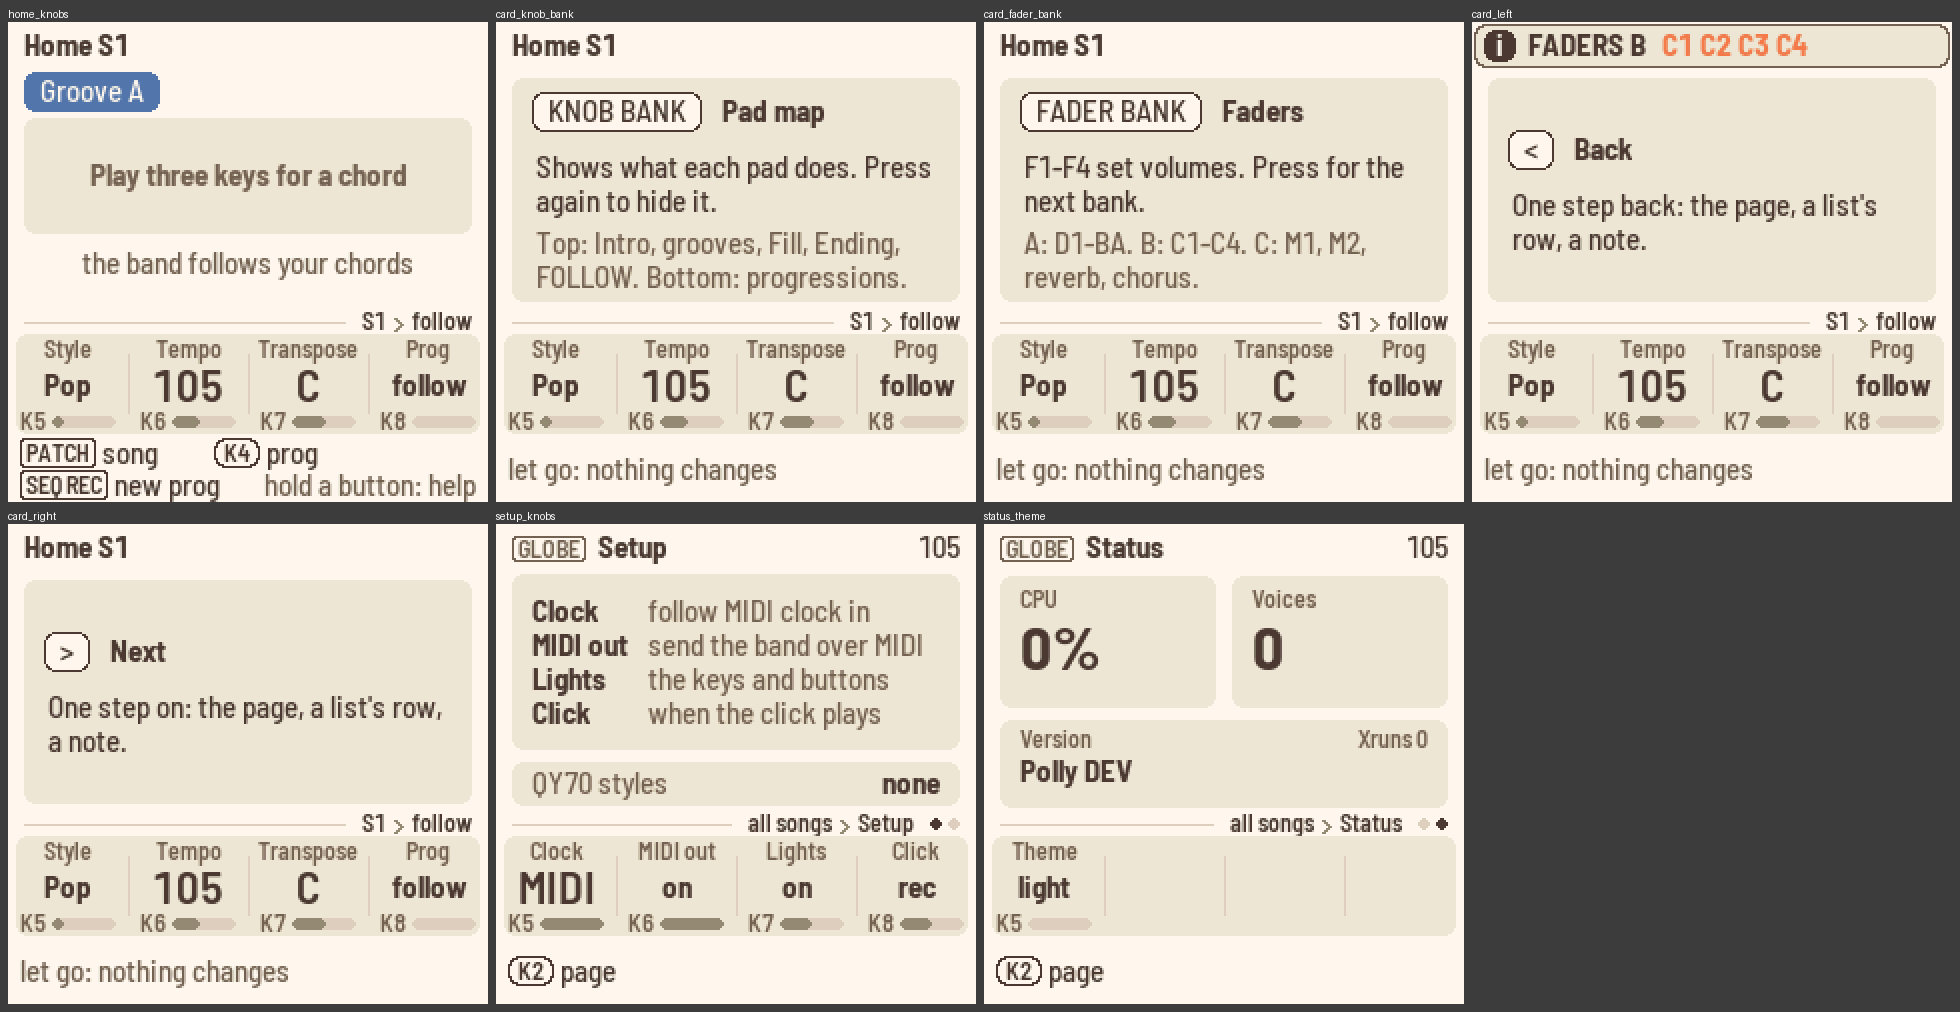 home_knobs
Home S1
Groove A
Play three keys for a chord
the band follows your chords
S1 > follow
Style Tempo Transpose Prog
Pop 105 C follow
K5 K6 K7 K8
PATCH song K4 prog
SEQ REC new prog hold a button: help
card_knob_bank
Home S1
KNOB BANK Pad map
Shows what each pad does. Press
again to hide it.
Top: Intro, grooves, Fill, Ending,
FOLLOW. Bottom: progressions.
S1 > follow
Style Tempo Transpose Prog
Pop 105 C follow
K5 K6 K7 K8
let go: nothing changes
card_fader_bank
Home S1
FADER BANK Faders
F1-F4 set volumes. Press for the
next bank.
A: D1-BA. B: C1-C4. C: M1, M2,
reverb, chorus.
S1 > follow
Style Tempo Transpose Prog
Pop 105 C follow
K5 K6 K7 K8
let go: nothing changes
card_left
i FADERS B C1 C2 C3 C4
< Back
One step back: the page, a list's
row, a note.
S1 > follow
Style Tempo Transpose Prog
Pop 105 C follow
K5 K6 K7 K8
let go: nothing changes
card_right
Home S1
> Next
One step on: the page, a list's row,
a note.
S1 > follow
Style Tempo Transpose Prog
Pop 105 C follow
K5 K6 K7 K8
let go: nothing changes
setup_knobs
GLOBE Setup 105
Clock follow MIDI clock in
MIDI out send the band over MIDI
Lights the keys and buttons
Click when the click plays
QY70 styles none
all songs > Setup
Clock MIDI out Lights Click
MIDI on on rec
K5 K6 K7 K8
K2 page
status_theme
GLOBE Status 105
CPU Voices
0% 0
Version Xruns 0
Polly DEV
all songs > Status
Theme
light
K5
K2 page